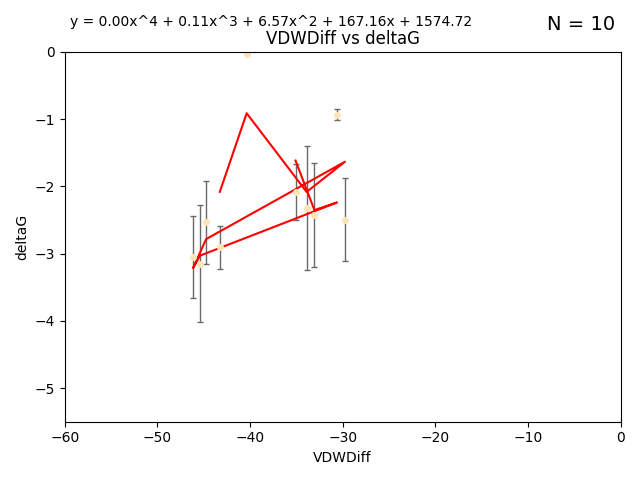 y = 0.00x^4 + 0.11x^3 + 6.57x^2 + 167.16x + 1574.72
N = 10
VDWDiff vs deltaG
0
−1
−2
−3
−4
−5
deltaG
−60 −50 −40 −30 −20 −10 0
VDWDiff